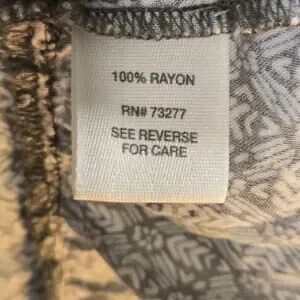 100% RAYON
RN# 73277
SEE REVERSE
FOR CARE